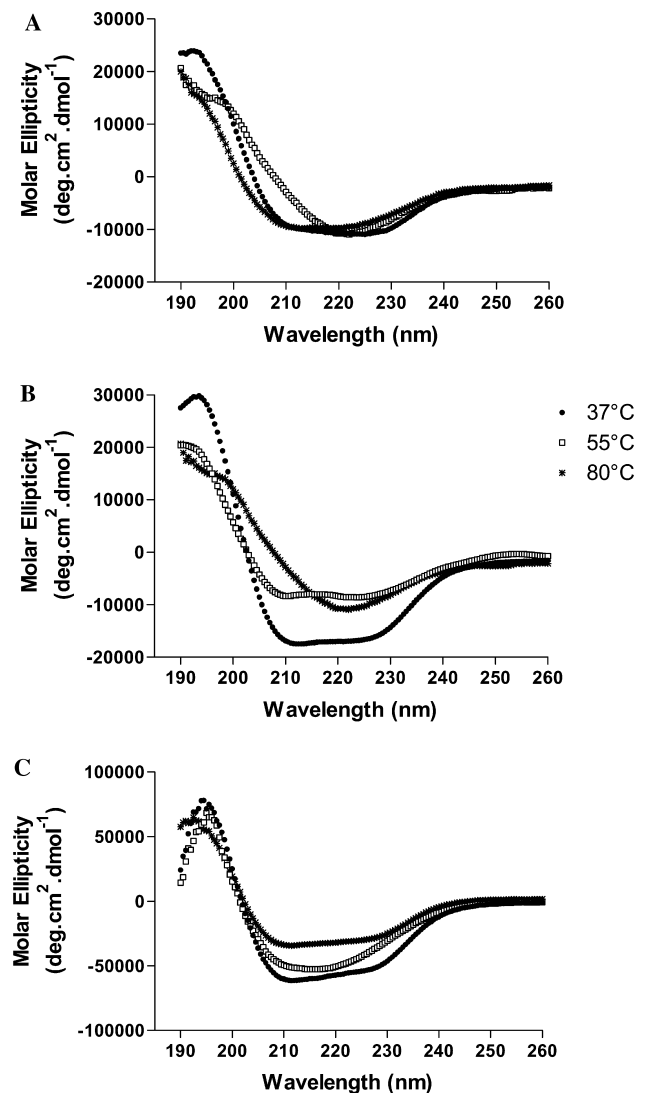 A
Molar Ellipticity
(deg.cm².dmol⁻¹)
30000
20000
10000
0
-10000
-20000
190 200 210 220 230 240 250 260
Wavelength (nm)
B
Molar Ellipticity
(deg.cm².dmol⁻¹)
30000
20000
10000
0
-10000
-20000
190 200 210 220 230 240 250 260
Wavelength (nm)
37°C
55°C
80°C
C
Molar Ellipticity
(deg.cm².dmol⁻¹)
100000
50000
0
-50000
-100000
190 200 210 220 230 240 250 260
Wavelength (nm)